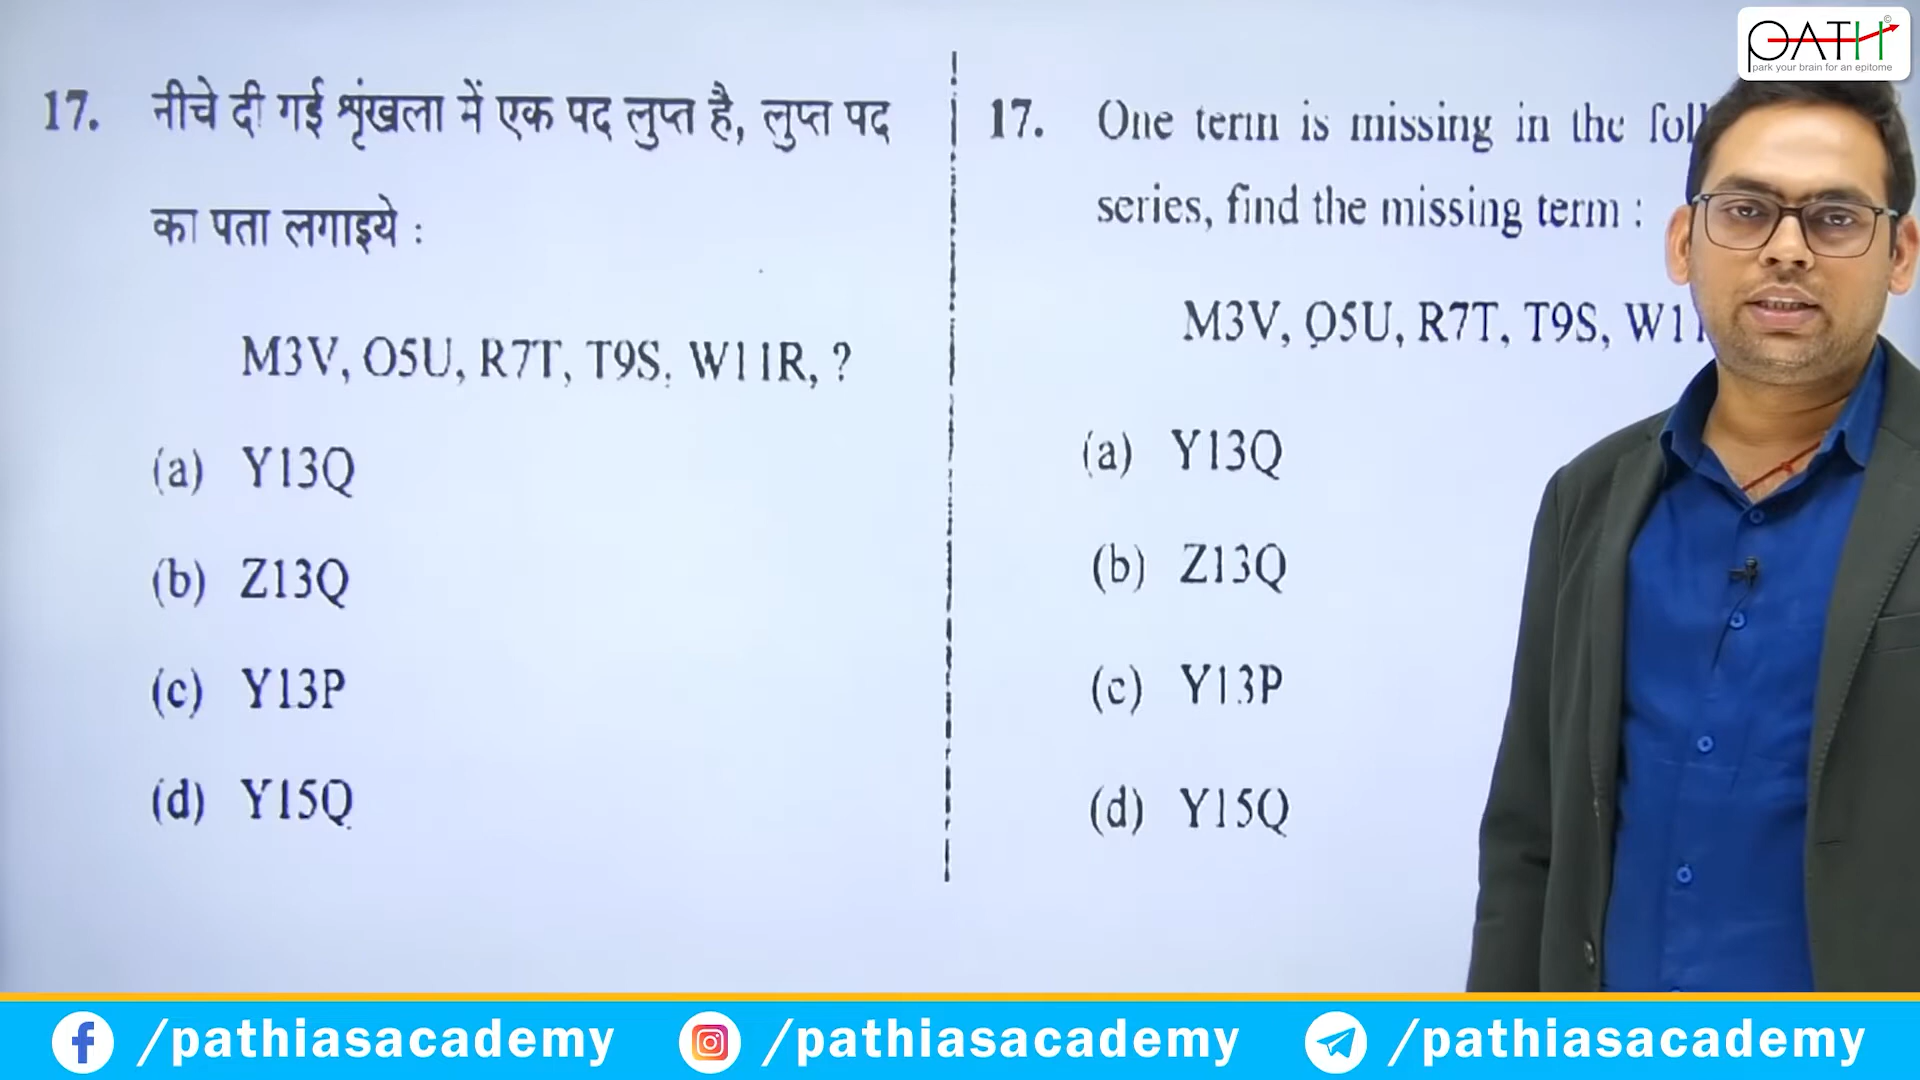 PATH
©
park your brain for an epitome
17. नीचे दी गई शृंखला में एक पद लुप्त है, लुप्त पद
का पता लगाइये :
M3V, O5U, R7T, T9S, W11R, ?
(a) Y13Q
(b) Z13Q
(c) Y13P
(d) Y15Q
17. One term is missing in the
series, find the missing term :
M3V, O5U, R7T, T9S,
(a) Y13Q
(b) Z13Q
(c) Y13P
(d) Y15Q
/pathiasacademy /pathiasacademy /pathiasacademy